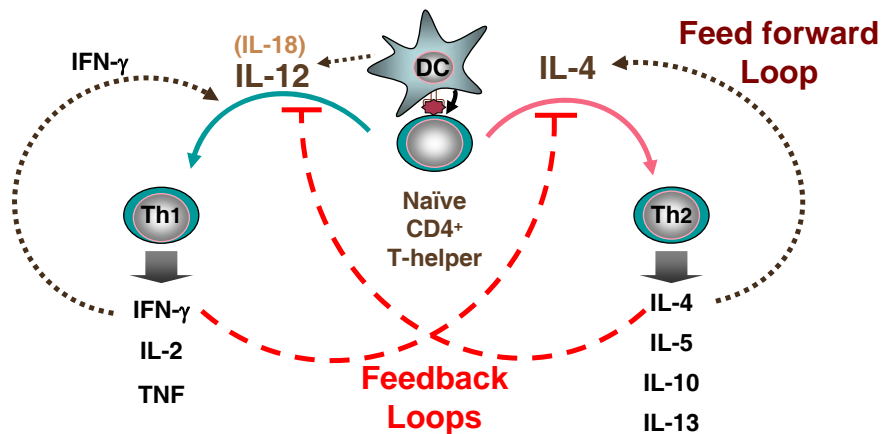 IFN-γ
(IL-18)
IL-12
DC
IL-4
Feed forward
Loop
Th1
Naïve
CD4+
T-helper
Th2
IFN-γ
IL-2
TNF
Feedback
Loops
IL-4
IL-5
IL-10
IL-13